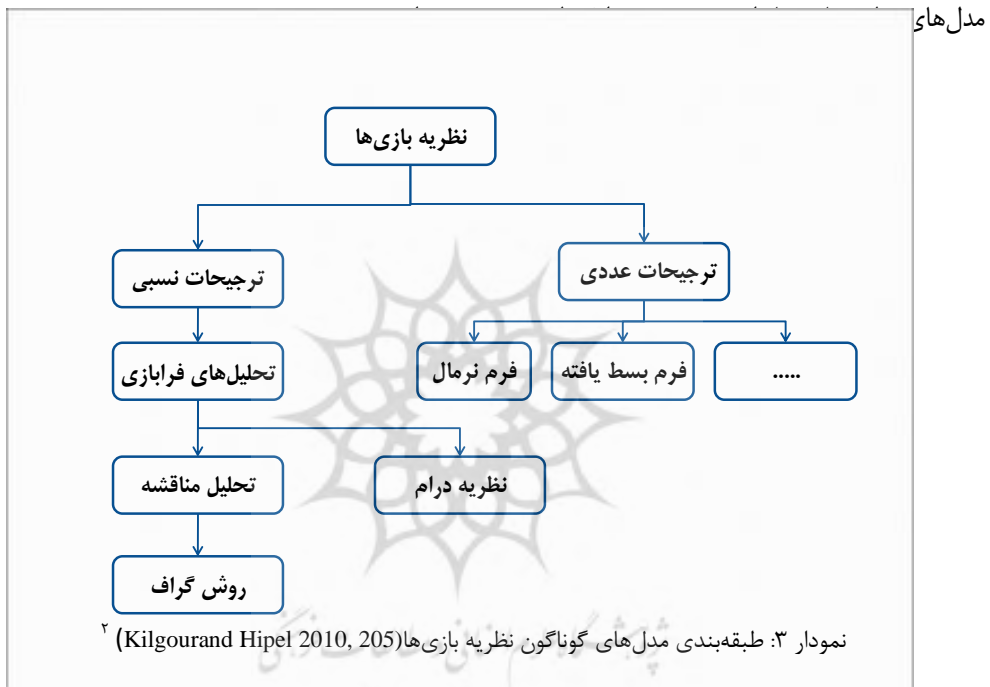 مدل‌های
نظریه بازی‌ها
ترجیحات عددی
ترجیحات نسبی
.....
فرم بسط یافته
فرم نرمال
تحلیل‌های فرابازی
نظریه درام
تحلیل مناقشه
روش گراف
نمودار ۳: طبقه‌بندی مدل‌های گوناگون نظریه بازی‌ها(Kilgourand Hipel 2010, 205) ۲